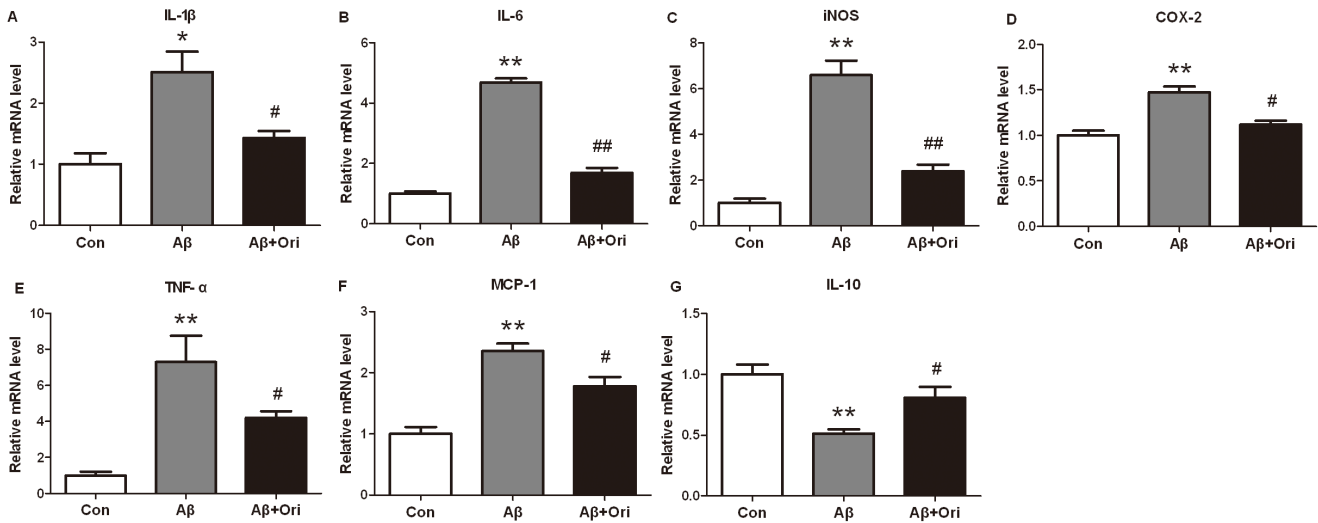 A
IL-1β
Relative mRNA level
3
2
1
0
*
#
Con
Aβ
Aβ+Ori
B
IL-6
Relative mRNA level
6
4
2
0
**
##
Con
Aβ
Aβ+Ori
C
iNOS
Relative mRNA level
8
6
4
2
0
**
##
Con
Aβ
Aβ+Ori
D
COX-2
Relative mRNA level
2.0
1.5
1.0
0.5
0.0
**
#
Con
Aβ
Aβ+Ori
E
TNF- α
Relative mRNA level
10
8
6
4
2
0
**
#
Con
Aβ
Aβ+Ori
F
MCP-1
Relative mRNA level
3
2
1
0
**
#
Con
Aβ
Aβ+Ori
G
IL-10
Relative mRNA level
1.5
1.0
0.5
0.0
**
#
Con
Aβ
Aβ+Ori